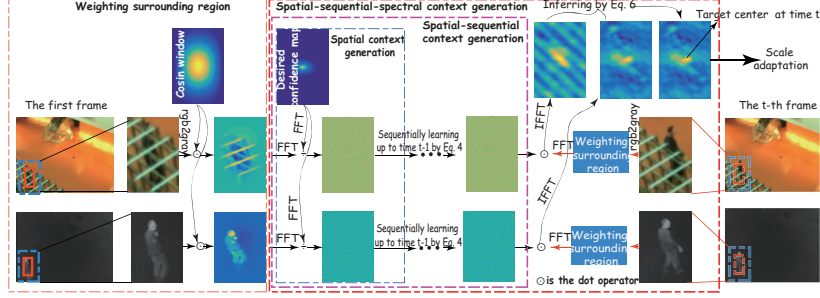 Weighting surrounding region
Spatial-sequential-spectral context generation
Inferring by Eq. 6
Target center at time t
Spatial-sequential
context generation
Spatial context
generation
Cosin window
Desired
confidence map
Scale
adaptation
The first frame
rgb2gray
FFT
IFFT
rgb2gray
The t-th frame
FFT
Sequentially learning
up to time t-1 by Eq. 4
FFT
Weighting
surrounding
region
FFT
IFFT
FFT
Sequentially learning
up to time t-1 by Eq. 4
FFT
Weighting
surrounding
region
⊙is the dot operator